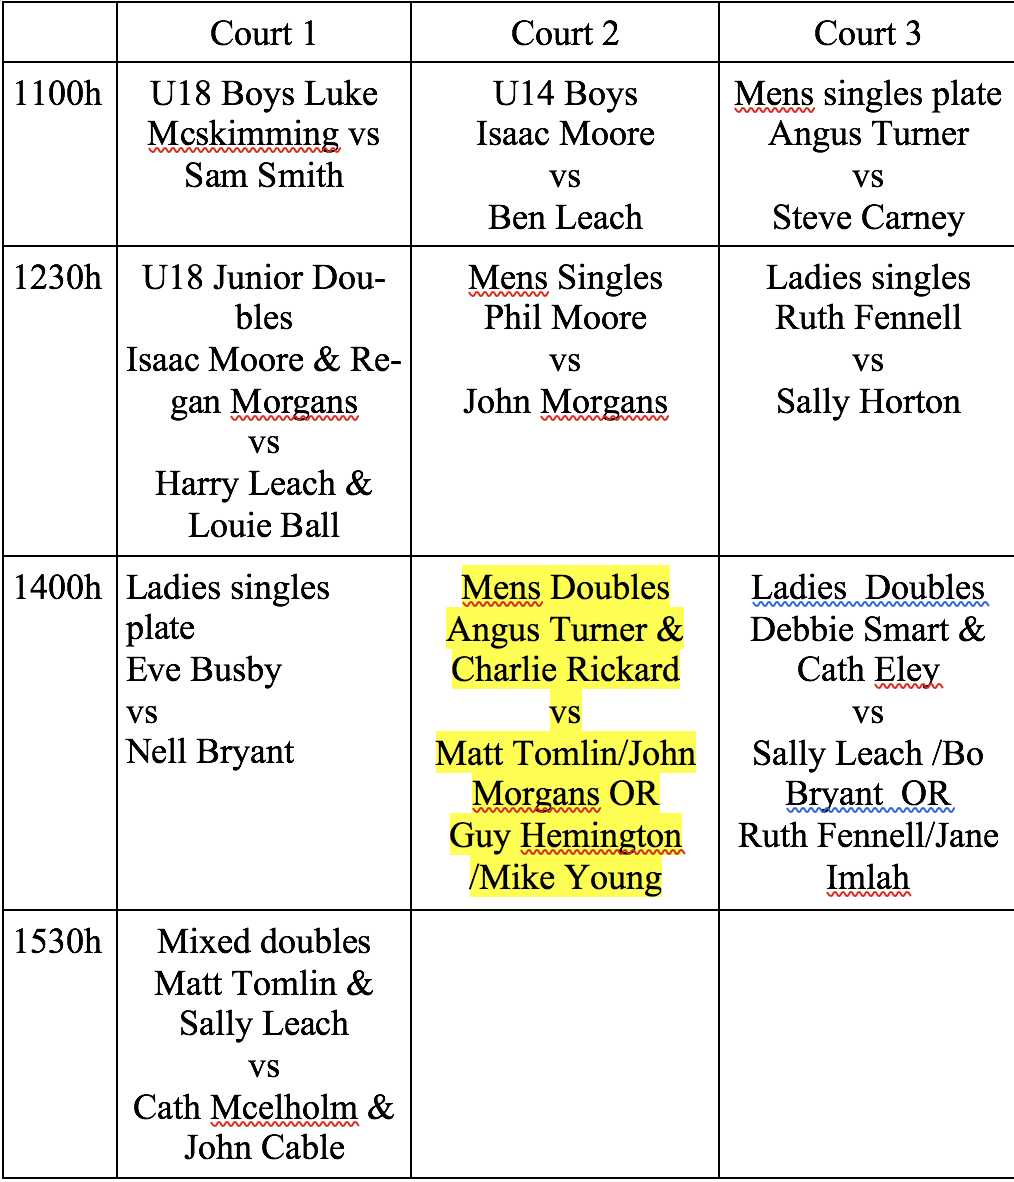 Court 1
Court 2
Court 3
1100h
U18 Boys Luke
Mcskimming vs
Sam Smith
U14 Boys
Isaac Moore
vs
Ben Leach
Mens singles plate
Angus Turner
vs
Steve Carney
1230h
U18 Junior Dou-
bles
Isaac Moore & Re-
gan Morgans
vs
Harry Leach &
Louie Ball
Mens Singles
Phil Moore
vs
John Morgans
Ladies singles
Ruth Fennell
vs
Sally Horton
1400h
Ladies singles
plate
Eve Busby
vs
Nell Bryant
Mens Doubles
Angus Turner &
Charlie Rickard
vs
Matt Tomlin/John
Morgans OR
Guy Hemington
/Mike Young
Ladies  Doubles
Debbie Smart &
Cath Eley
vs
Sally Leach /Bo
Bryant  OR
Ruth Fennell/Jane
Imlah
1530h
Mixed doubles
Matt Tomlin &
Sally Leach
vs
Cath Mcelholm &
John Cable